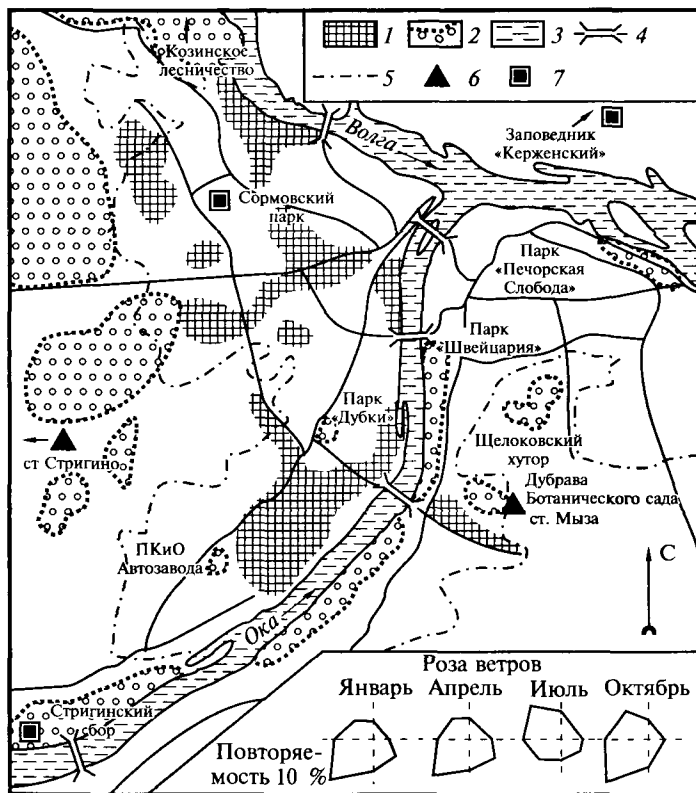 Козинское
лесничество
1 2 3 4
5 6 7
Волга
Заповедник
«Керженский»
Сормовский
парк
Парк
«Печорская
Слобода»
Парк
«Швейцария»
Парк
«Дубки»
ст Стригино
Щелоковский
хутор
Дубрава
Ботанического сада
ст. Мыза
ПКиО
Автозавода
С
Ока
Стригинский
бор
Роза ветров
Январь Апрель Июль Октябрь
Повторяе-
мость 10 %